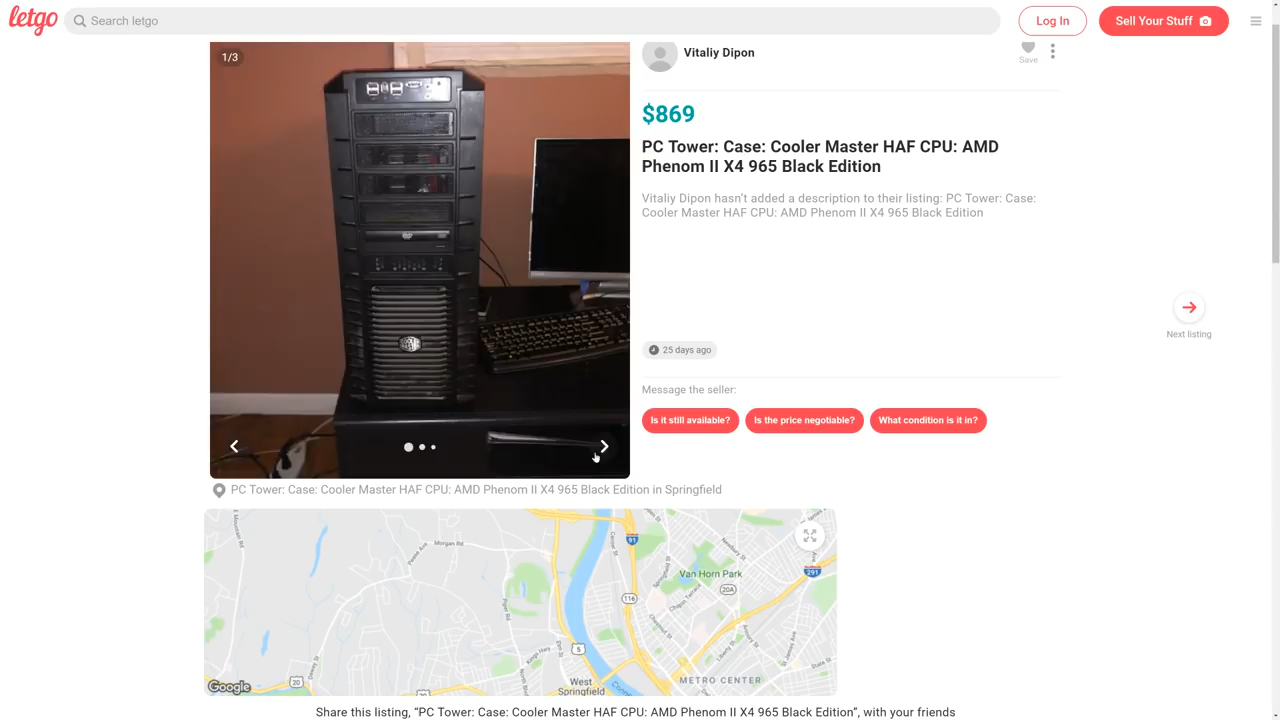 letgo
Search letgo
Log In
Sell Your Stuff
1/3
Vitaliy Dipon
Save
$869
PC Tower: Case: Cooler Master HAF CPU: AMD
Phenom II X4 965 Black Edition
Vitaliy Dipon hasn't added a description to their listing: PC Tower: Case:
Cooler Master HAF CPU: AMD Phenom II X4 965 Black Edition
Next listing
25 days ago
Message the seller:
Is it still available?
Is the price negotiable?
What condition is it in?
PC Tower: Case: Cooler Master HAF CPU: AMD Phenom II X4 965 Black Edition in Springfield
Morgan Rd
91
Van Horn Park
291
20A
116
5
20
West
Springfield
METRO CENTER
Google
Share this listing, “PC Tower: Case: Cooler Master HAF CPU: AMD Phenom II X4 965 Black Edition”, with your friends